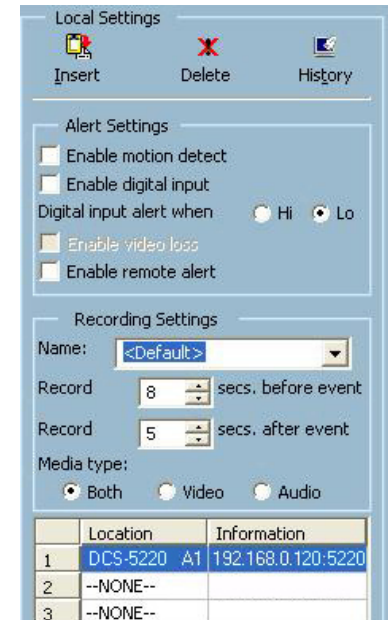 Local Settings
Insert Delete History
Alert Settings
Enable motion detect
Enable digital input
Digital input alert when Hi Lo
Enable video loss
Enable remote alert
Recording Settings
Name: <Default>
Record 8 secs. before event
Record 5 secs. after event
Media type:
Both Video Audio
Location Information
1 DCS-5220 A1 192.168.0.120:5220
2 --NONE--
3 --NONE--